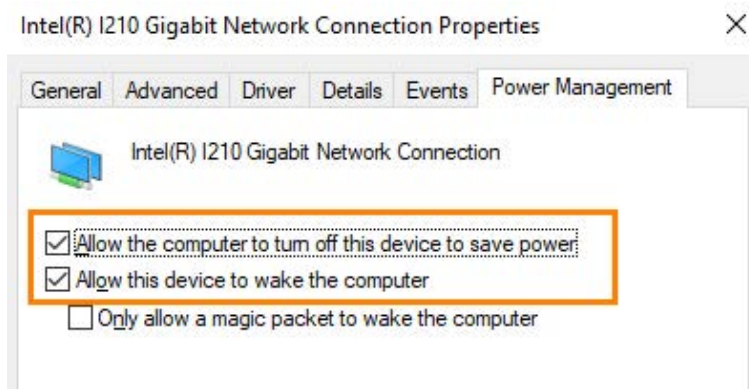 Intel(R) I210 Gigabit Network Connection Properties
General Advanced Driver Details Events Power Management
Intel(R) I210 Gigabit Network Connection
Allow the computer to turn off this device to save power
Allow this device to wake the computer
Only allow a magic packet to wake the computer